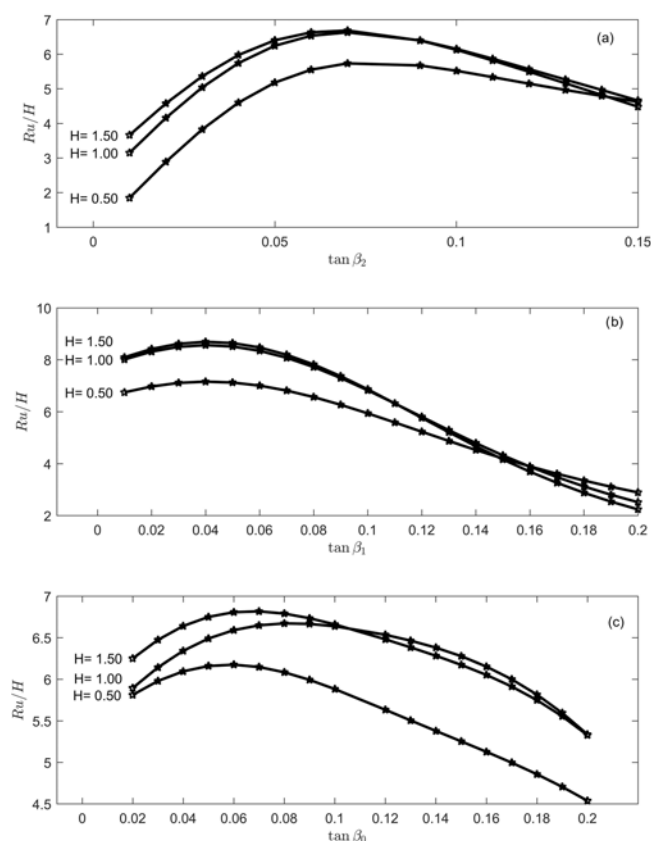 7
(a)
6
5
Ru/H
4
H= 1.50
H= 1.00
3
2
H= 0.50
1
0 0.05 0.1 0.15
tan β₂
10
(b)
H= 1.50
8
H= 1.00
Ru/H
H= 0.50
6
4
2
0 0.02 0.04 0.06 0.08 0.1 0.12 0.14 0.16 0.18 0.2
tan β₁
7
(c)
6.5
H= 1.50
6
H= 1.00
Ru/H
H= 0.50
5.5
5
4.5
0 0.02 0.04 0.06 0.08 0.1 0.12 0.14 0.16 0.18 0.2
tan β₀